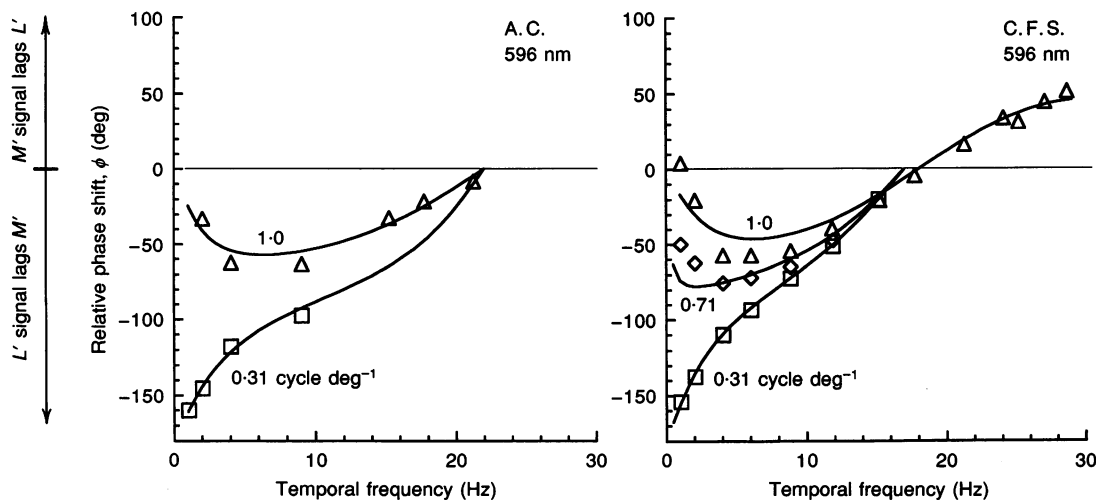 M′ signal lags L′
L′ signal lags M′
Relative phase shift, ϕ (deg)
100
50
0
−50
−100
−150
A. C.
596 nm
1·0
0·31 cycle deg⁻¹
0
10
20
30
Temporal frequency (Hz)
100
50
0
−50
−100
−150
C. F. S.
596 nm
1·0
0·71
0·31 cycle deg⁻¹
0
10
20
30
Temporal frequency (Hz)